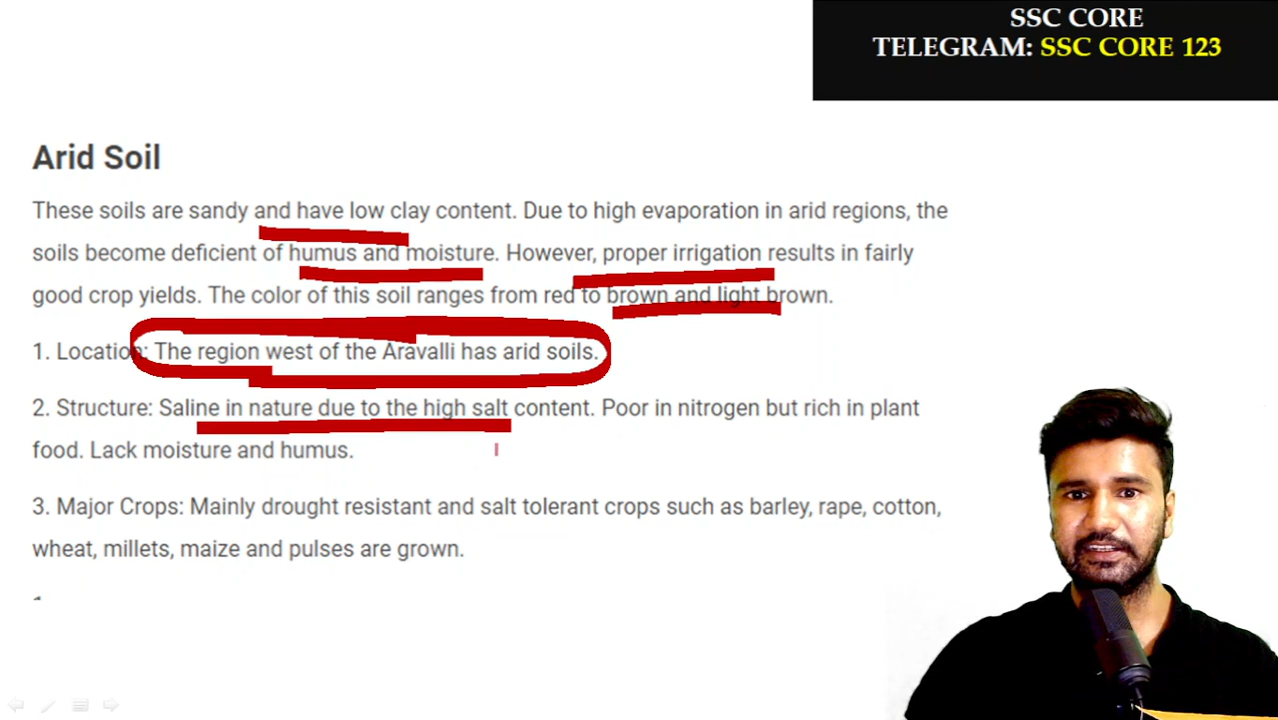 SSC CORE
TELEGRAM: SSC CORE 123
Arid Soil
These soils are sandy and have low clay content. Due to high evaporation in arid regions, the
soils become deficient of humus and moisture. However, proper irrigation results in fairly
good crop yields. The color of this soil ranges from red to brown and light brown.
1. Location: The region west of the Aravalli has arid soils.
2. Structure: Saline in nature due to the high salt content. Poor in nitrogen but rich in plant
food. Lack moisture and humus.
3. Major Crops: Mainly drought resistant and salt tolerant crops such as barley, rape, cotton,
wheat, millets, maize and pulses are grown.